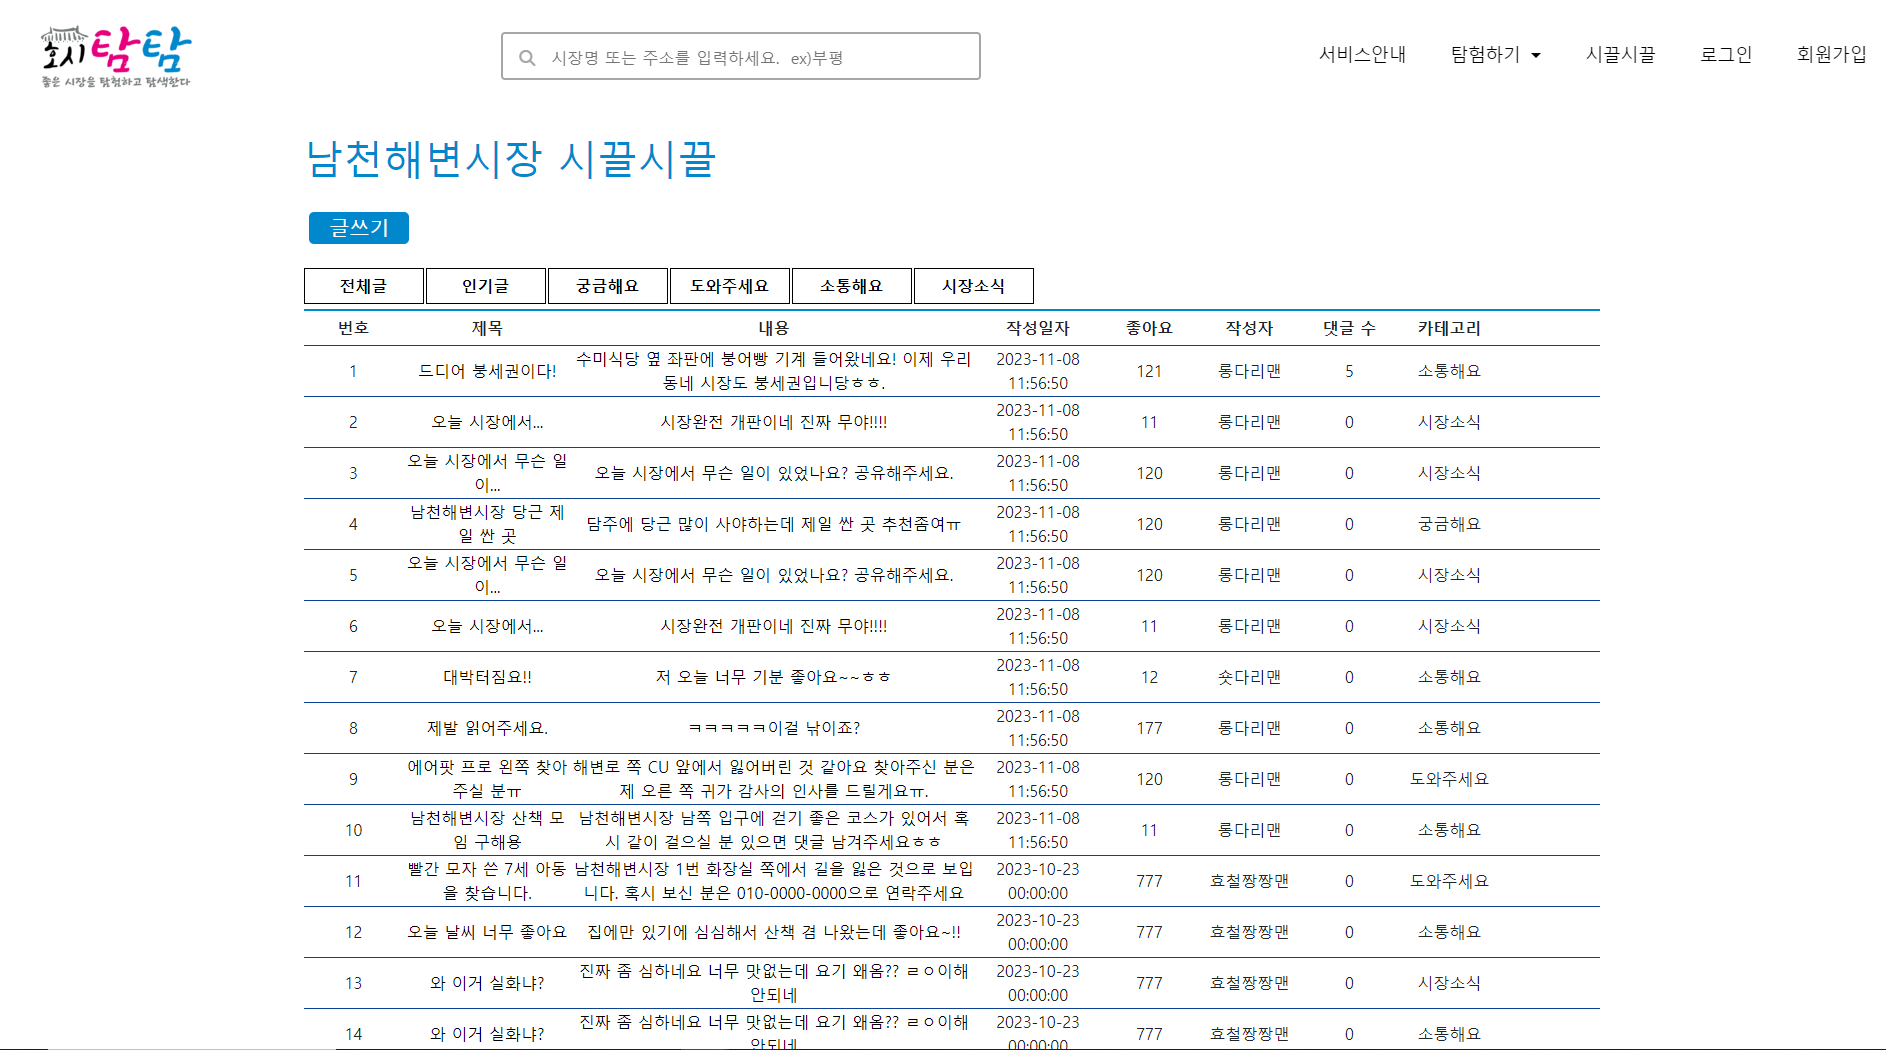 호시탐탐
좋은 시장을 탐험하고 탐색한다
시장명 또는 주소를 입력하세요. ex)부평
서비스안내 탐험하기 시끌시끌 로그인 회원가입
남천해변시장 시끌시끌
글쓰기
전체글 인기글 궁금해요 도와주세요 소통해요 시장소식
번호 제목 내용 작성일자 좋아요 작성자 댓글 수 카테고리
1 드디어 붕세권이다! 수미식당 옆 좌판에 붕어빵 기계 들어왔네요! 이제 우리 2023-11-08 121 롱다리맨 5 소통해요
동네 시장도 붕세권입니당ㅎㅎ. 11:56:50
2 오늘 시장에서... 시장완전 개판이네 진짜 무야!!!! 2023-11-08 11 롱다리맨 0 시장소식
11:56:50
3 오늘 시장에서 무슨 일 오늘 시장에서 무슨 일이 있었나요? 공유해주세요. 2023-11-08 120 롱다리맨 0 시장소식
이... 11:56:50
4 남천해변시장 당근 제 담주에 당근 많이 사야하는데 제일 싼 곳 추천좀여ㅠ 2023-11-08 120 롱다리맨 0 궁금해요
일 싼 곳 11:56:50
5 오늘 시장에서 무슨 일 오늘 시장에서 무슨 일이 있었나요? 공유해주세요. 2023-11-08 120 롱다리맨 0 시장소식
이... 11:56:50
6 오늘 시장에서... 시장완전 개판이네 진짜 무야!!!! 2023-11-08 11 롱다리맨 0 시장소식
11:56:50
7 대박터짐요!! 저 오늘 너무 기분 좋아요~~ㅎㅎ 2023-11-08 12 숏다리맨 0 소통해요
11:56:50
8 제발 읽어주세요. ㅋㅋㅋㅋㅋ이걸 낚이죠? 2023-11-08 177 롱다리맨 0 소통해요
11:56:50
9 에어팟 프로 왼쪽 찾아 해변로 쪽 CU 앞에서 잃어버린 것 같아요 찾아주신 분은 2023-11-08 120 롱다리맨 0 도와주세요
주실 분ㅠ 제 오른 쪽 귀가 감사의 인사를 드릴게요ㅠ. 11:56:50
10 남천해변시장 산책 모 남천해변시장 남쪽 입구에 걷기 좋은 코스가 있어서 혹 2023-11-08 11 롱다리맨 0 소통해요
임 구해용 시 같이 걸으실 분 있으면 댓글 남겨주세요ㅎㅎ 11:56:50
11 빨간 모자 쓴 7세 아동 남천해변시장 1번 화장실 쪽에서 길을 잃은 것으로 보입 2023-10-23 777 효철짱짱맨 0 도와주세요
을 찾습니다. 니다. 혹시 보신 분은 010-0000-0000으로 연락주세요 00:00:00
12 오늘 날씨 너무 좋아요 집에만 있기에 심심해서 산책 겸 나왔는데 좋아요~!! 2023-10-23 777 효철짱짱맨 0 소통해요
00:00:00
13 와 이거 실화냐? 진짜 좀 심하네요 너무 맛없는데 요기 왜옴?? ㄹㅇ이해 2023-10-23 777 효철짱짱맨 0 시장소식
안되네 00:00:00
14 와 이거 실화냐? 진짜 좀 심하네요 너무 맛없는데 요기 왜옴?? ㄹㅇ이해 2023-10-23 777 효철짱짱맨 0 소통해요
안되네 00:00:00